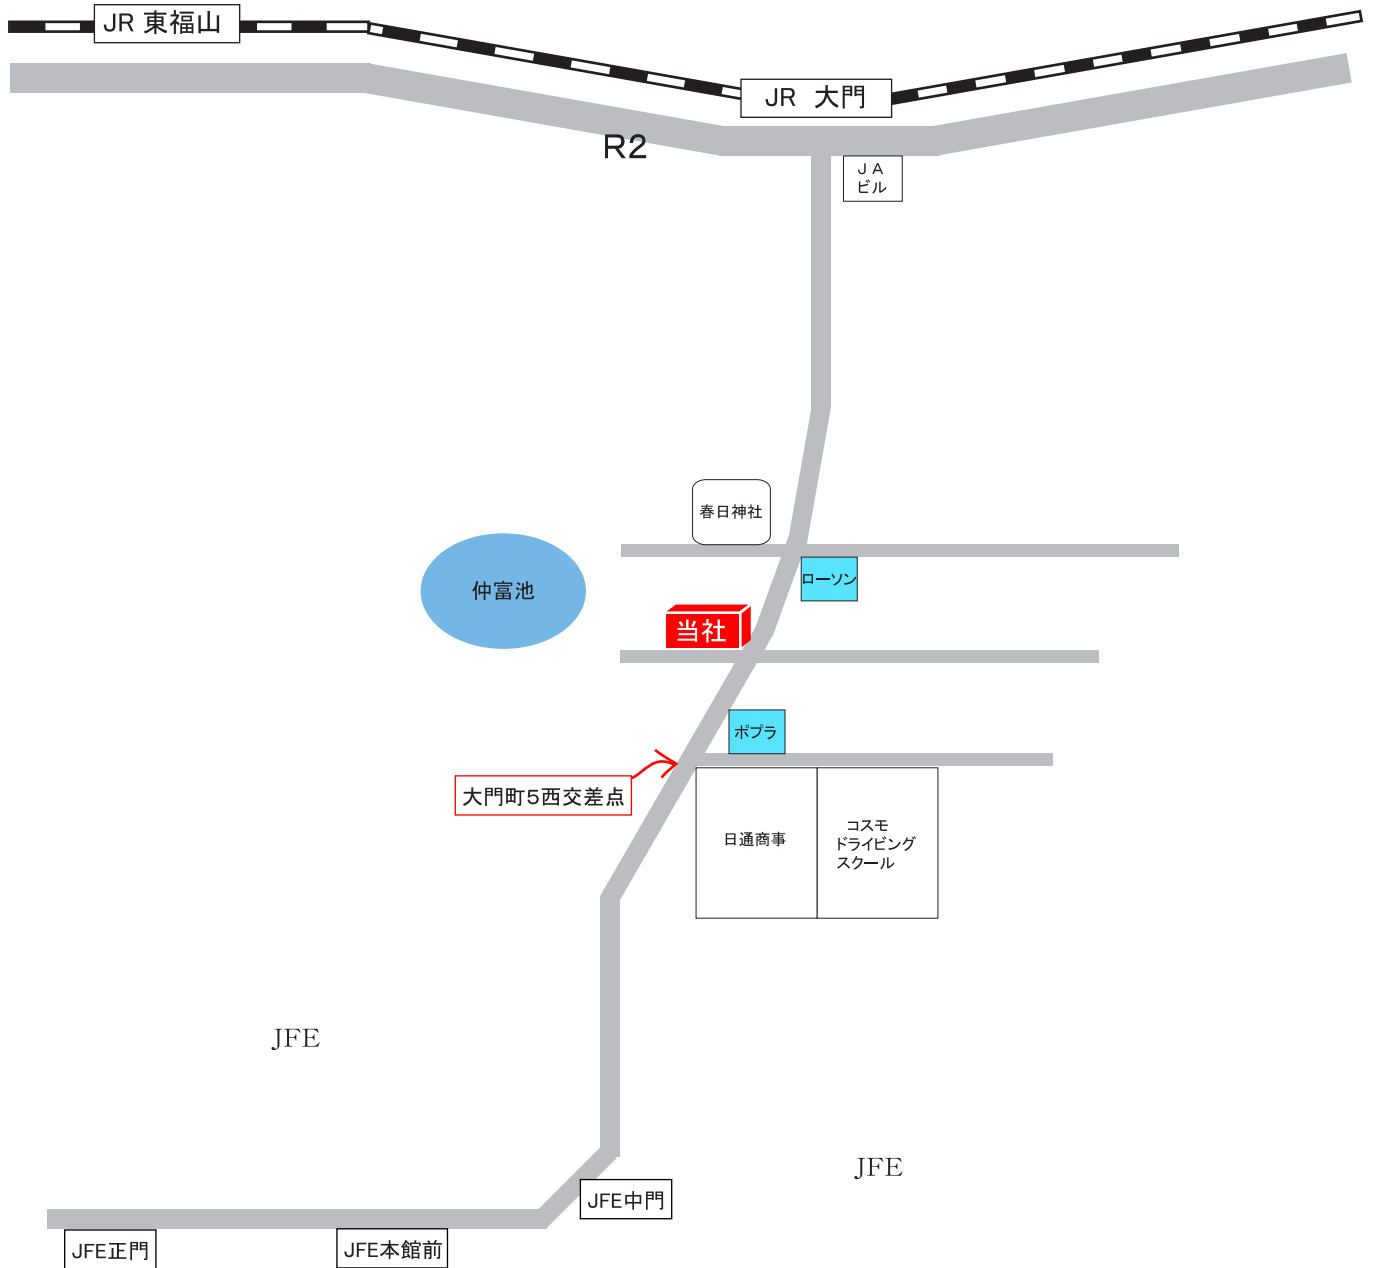 JR 東福山
JR 大門
R2
JA
ビル
春日神社
ローソン
仲富池
当社
ポプラ
大門町5西交差点
日通商事
コスモ
ドライビング
スクール
JFE
JFE
JFE中門
JFE正門
JFE本館前